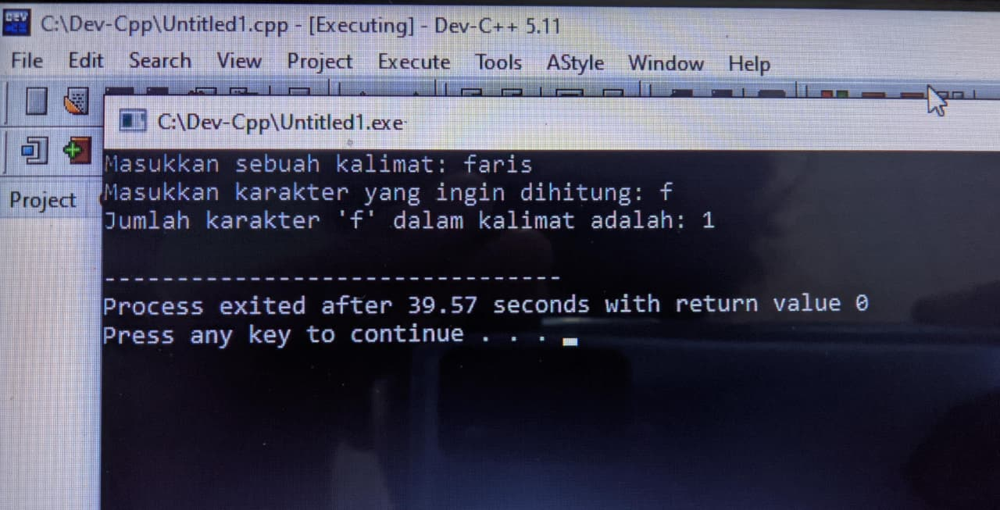 C:\Dev-Cpp\Untitled1.cpp - [Executing] - Dev-C++ 5.11
File Edit Search View Project Execute Tools AStyle Window Help
C:\Dev-Cpp\Untitled1.exe
Masukkan sebuah kalimat: faris
Masukkan karakter yang ingin dihitung: f
Project
Jumlah karakter 'f' dalam kalimat adalah: 1
--------------------------------
Process exited after 39.57 seconds with return value 0
Press any key to continue . . .